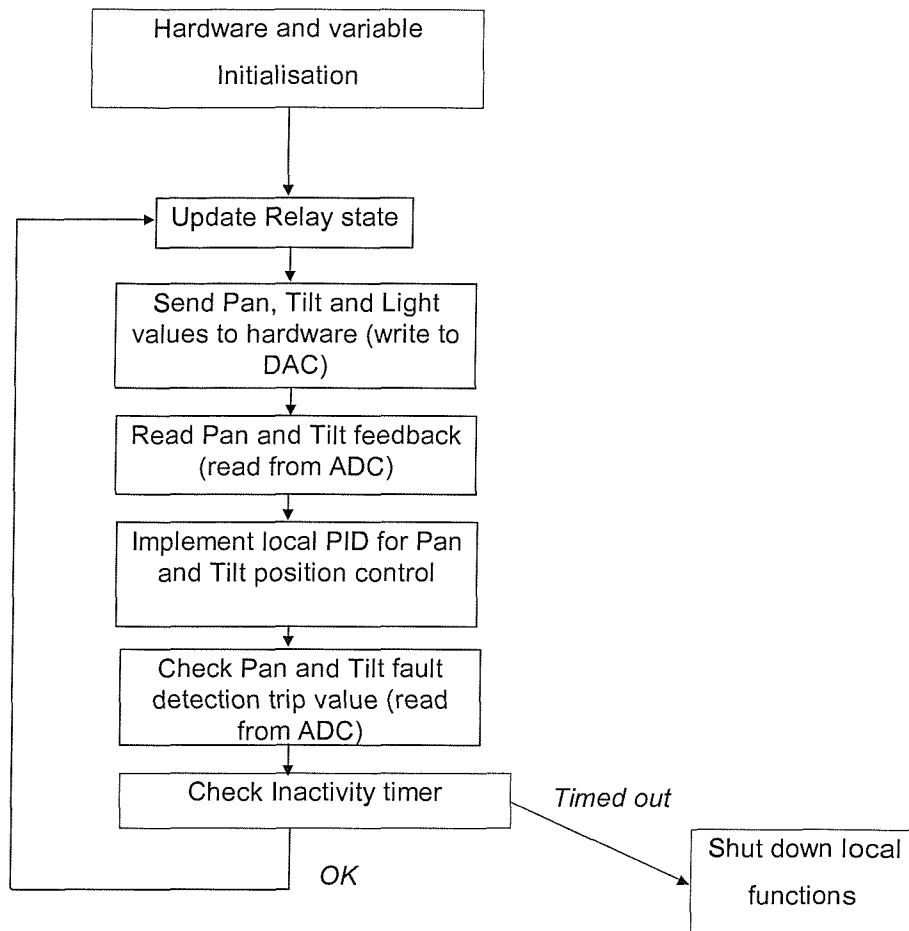 Hardware and variable
Initialisation
Update Relay state
Send Pan, Tilt and Light
values to hardware (write to
DAC)
Read Pan and Tilt feedback
(read from ADC)
Implement local PID for Pan
and Tilt position control
Check Pan and Tilt fault
detection trip value (read
from ADC)
Check Inactivity timer
Timed out
OK
Shut down local
functions